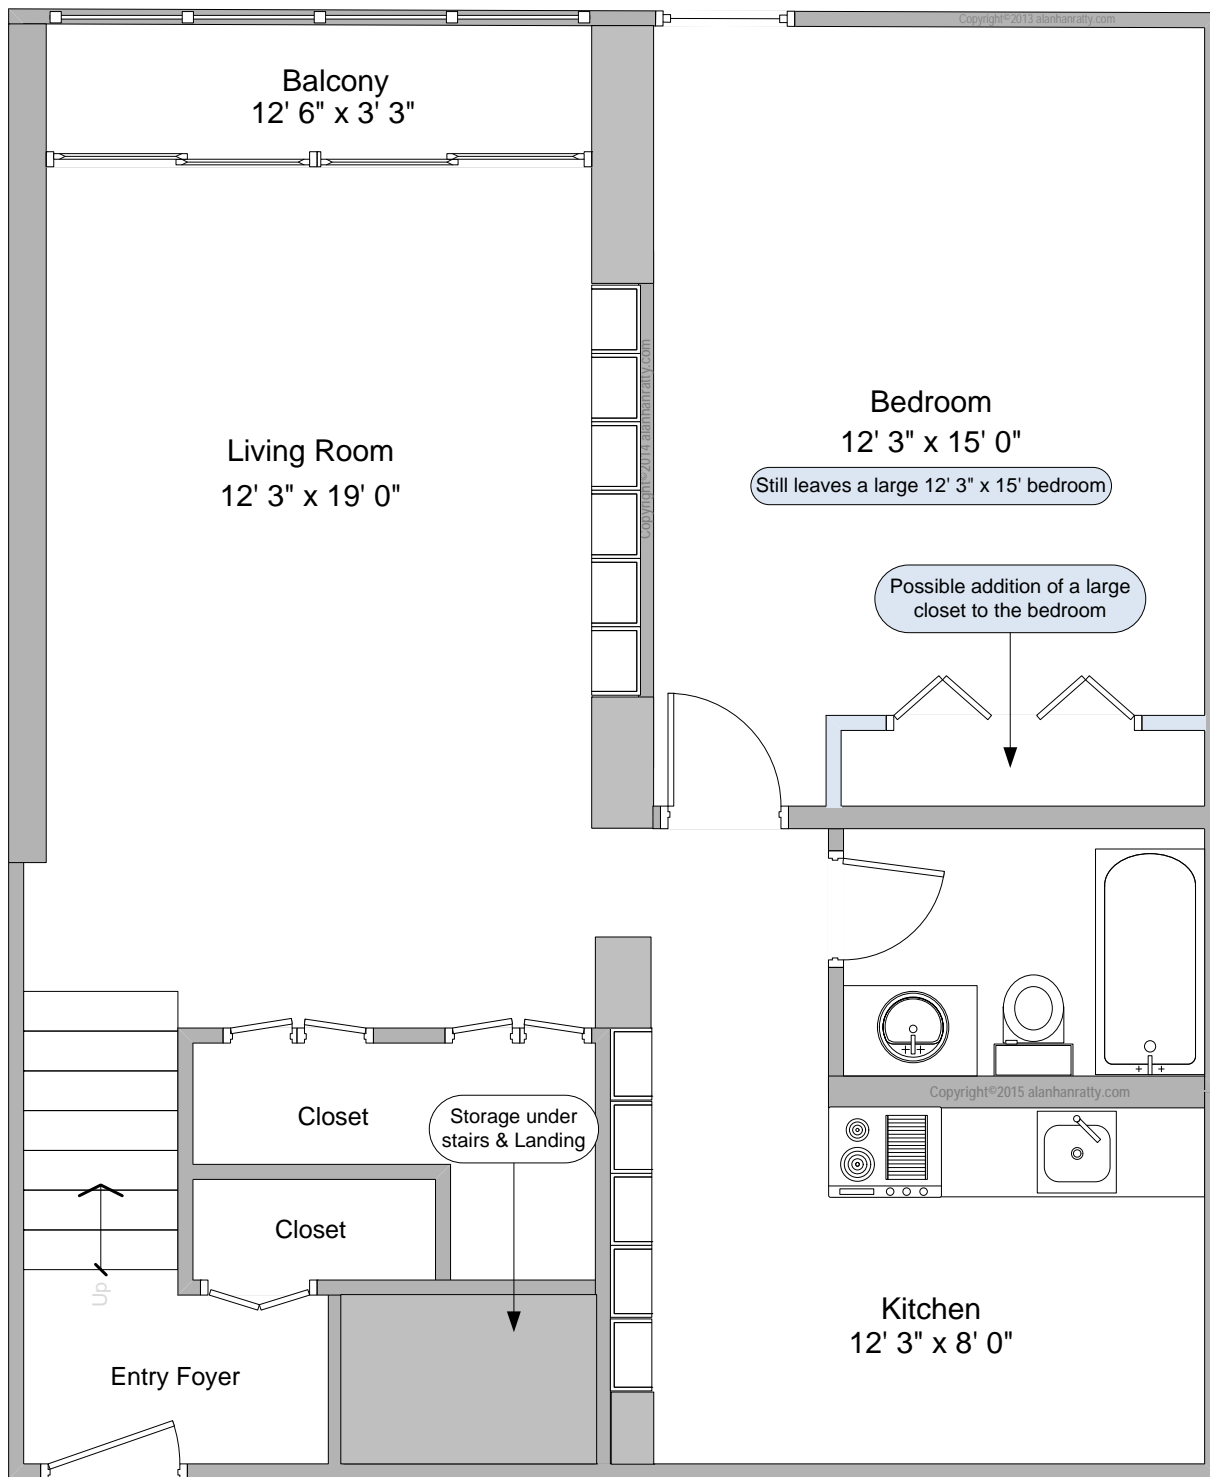 Copyright©2013 alanhanratty.com
Balcony
12' 6" x 3' 3"
Copyright©2014 alanhanratty.com
Living Room
12' 3" x 19' 0"
Bedroom
12' 3" x 15' 0"
Still leaves a large 12' 3" x 15' bedroom
Possible addition of a large
closet to the bedroom
Copyright©2015 alanhanratty.com
Closet
Storage under
stairs & Landing
Closet
Up
Entry Foyer
Kitchen
12' 3" x 8' 0"